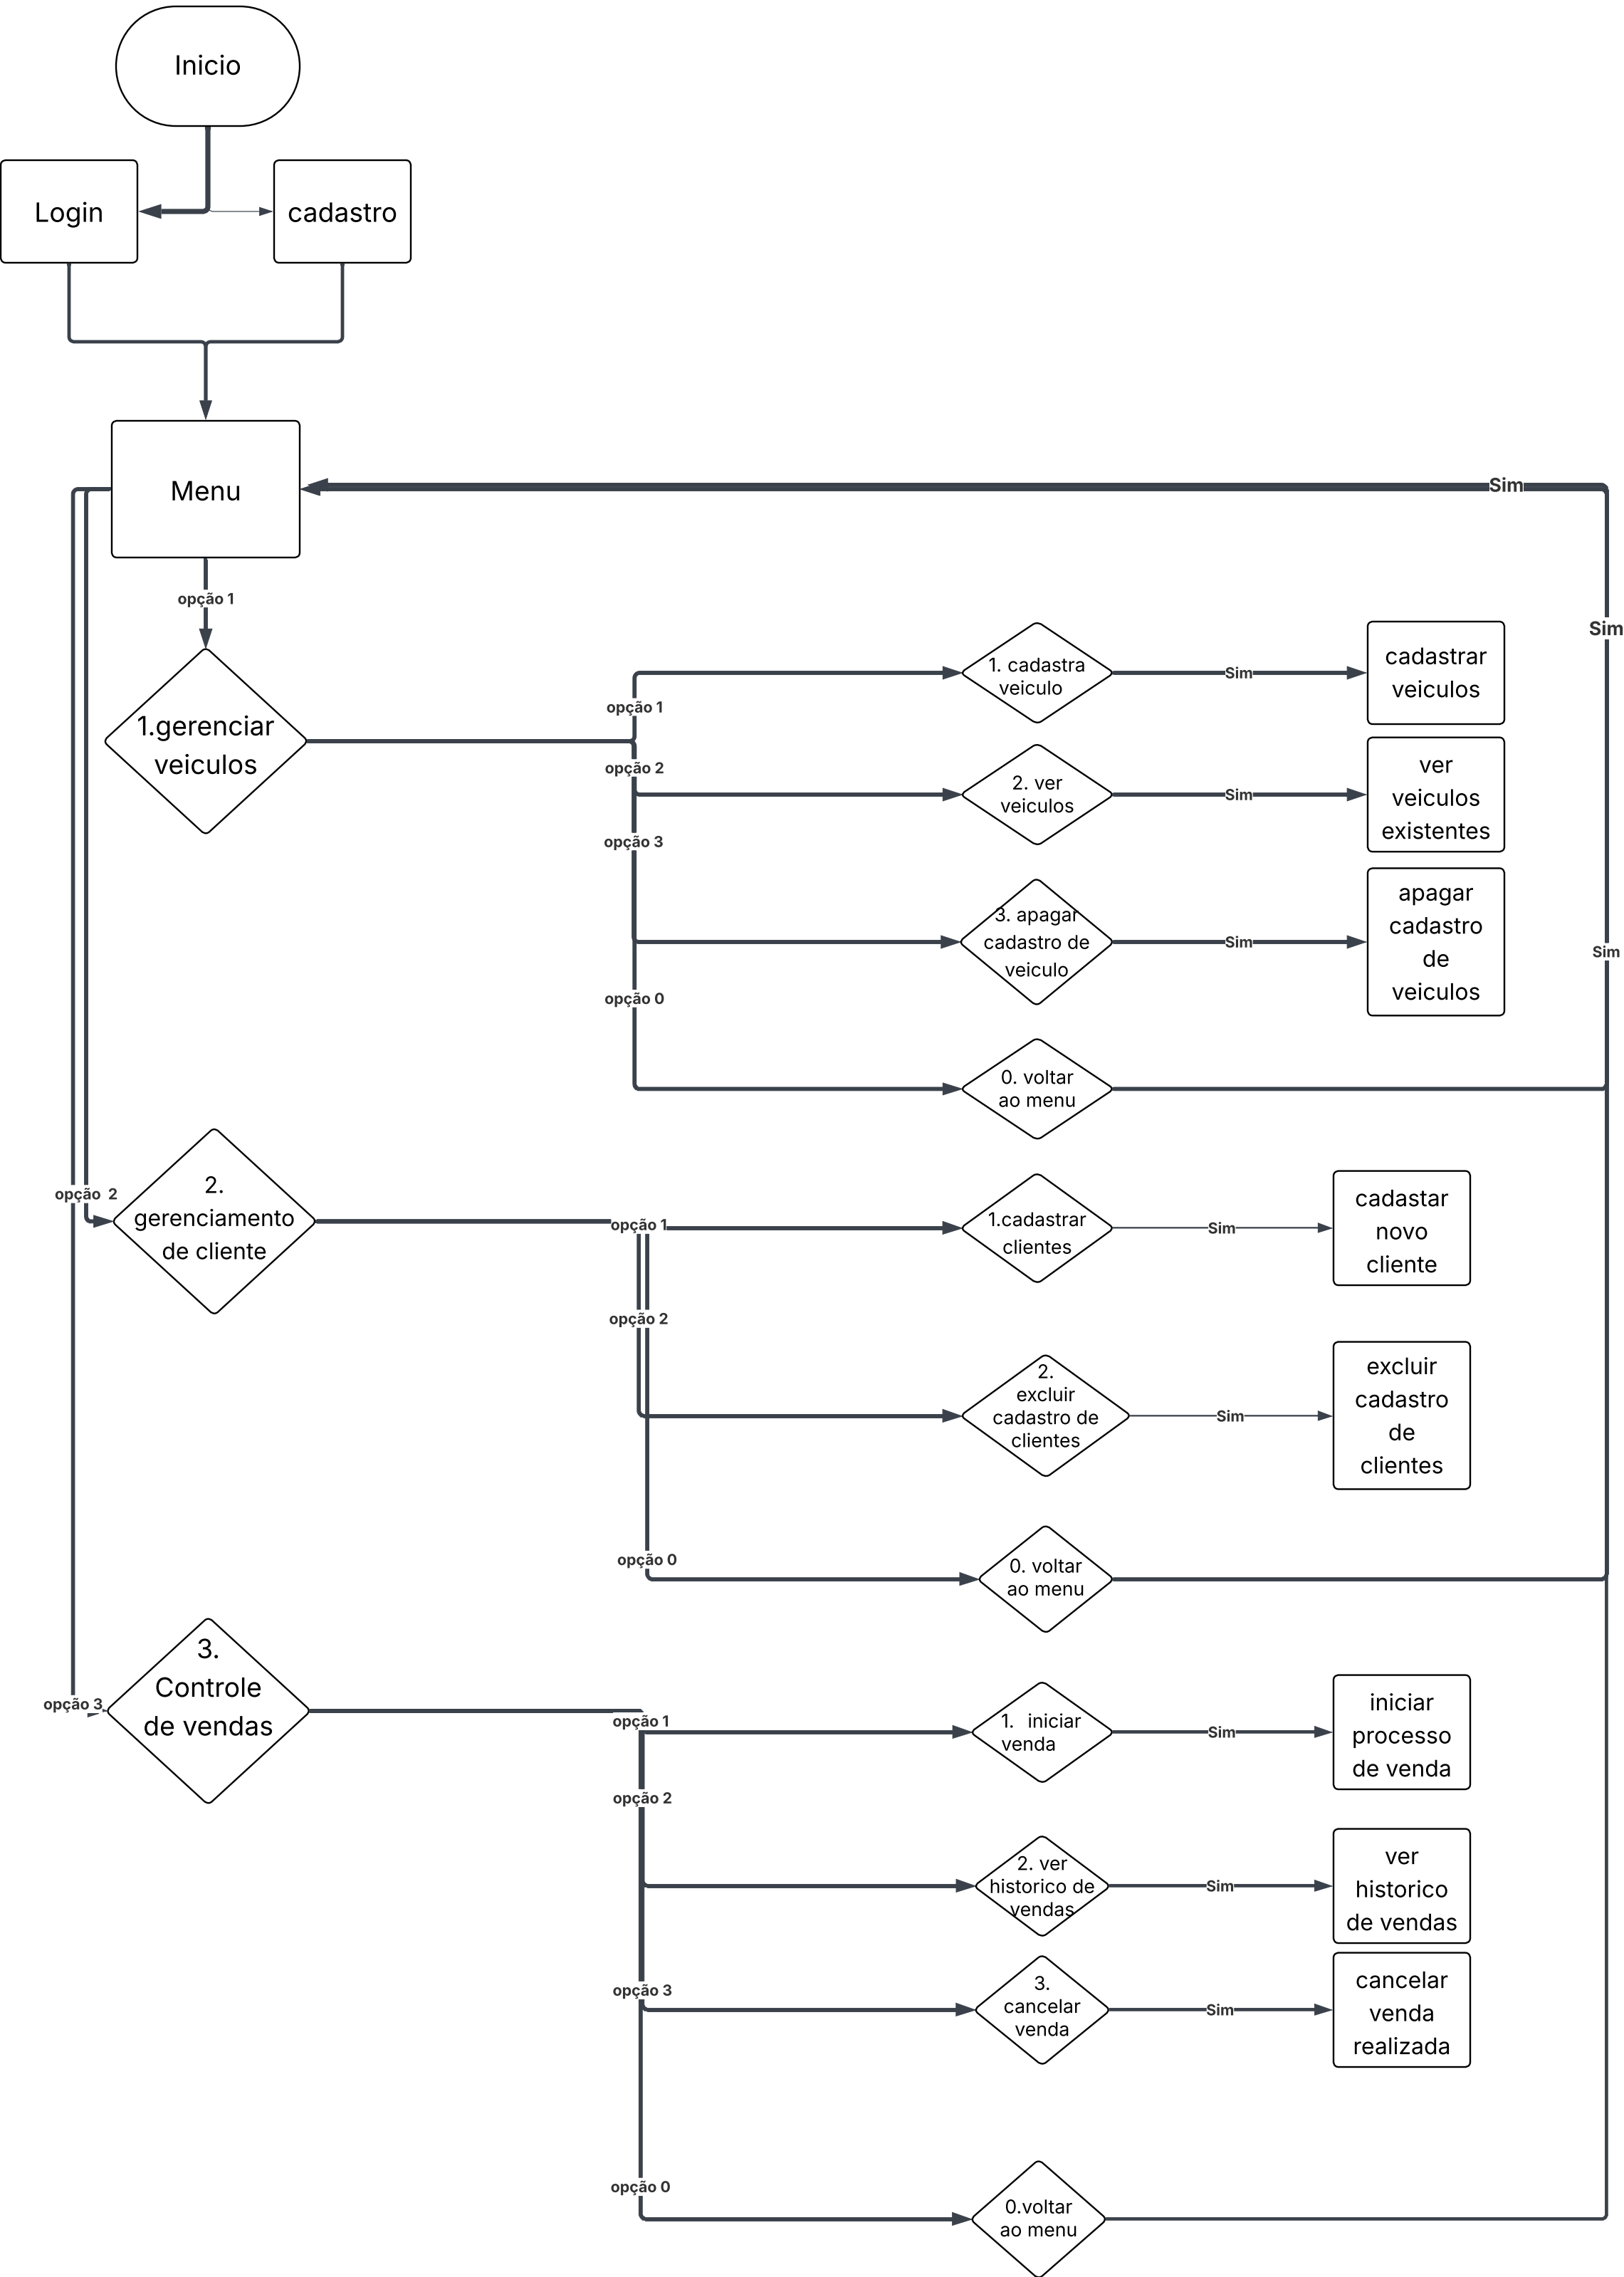 Inicio
Login
cadastro
Menu
Sim
opção 1
Sim
1.gerenciar
veiculos
opção 1
opção 2
opção 3
opção 0
1. cadastra
veiculo
Sim
cadastrar
veiculos
2. ver
veiculos
Sim
ver
veiculos
existentes
3. apagar
cadastro de
veiculo
Sim
apagar
cadastro
de
veiculos
Sim
0. voltar
ao menu
opção  2
2.
gerenciamento
de cliente
opção 1
opção 2
opção 0
1.cadastrar
clientes
Sim
cadastar
novo
cliente
2.
excluir
cadastro de
clientes
Sim
excluir
cadastro
de
clientes
0. voltar
ao menu
opção 3
3.
Controle
de vendas
opção 1
opção 2
opção 3
opção 0
1.  iniciar
venda
Sim
iniciar
processo
de venda
2. ver
historico de
vendas
Sim
ver
historico
de vendas
3.
cancelar
venda
Sim
cancelar
venda
realizada
0.voltar
ao menu